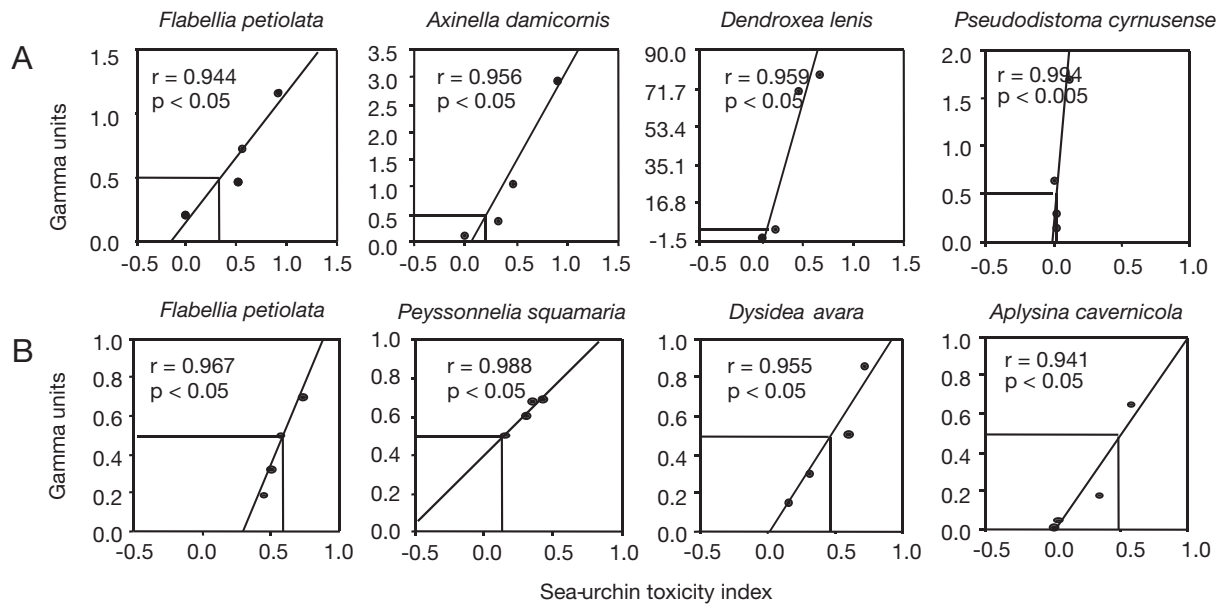 Flabellia petiolata Axinella damicornis Dendroxea lenis Pseudodistoma cyrnusense
A
Gamma units
1.5
1.0
0.5
0.0
r = 0.944
p < 0.05
-0.5 0.0 0.5 1.0 1.5
3.5
3.0
2.5
2.0
1.5
1.0
0.5
0.0
r = 0.956
p < 0.05
-0.5 0.0 0.5 1.0 1.5
90.0
71.7
53.4
35.1
16.8
-1.5
r = 0.959
p < 0.05
-0.5 0.0 0.5 1.0 1.5
2.0
1.5
1.0
0.5
0.0
r = 0.994
p < 0.005
-0.5 0.0 0.5 1.0
Flabellia petiolata Peyssonnelia squamaria Dysidea avara Aplysina cavernicola
B
Gamma units
1.0
0.8
0.6
0.4
0.2
0.0
r = 0.967
p < 0.05
-0.5 0.0 0.5 1.0
1.0
0.8
0.6
0.4
0.2
0.0
r = 0.988
p < 0.05
-0.5 0.0 0.5 1.0
1.0
0.8
0.6
0.4
0.2
0.0
r = 0.955
p < 0.05
-0.5 0.0 0.5 1.0
1.0
0.8
0.6
0.4
0.2
0.0
r = 0.941
p < 0.05
-0.5 0.0 0.5 1.0
Sea-urchin toxicity index